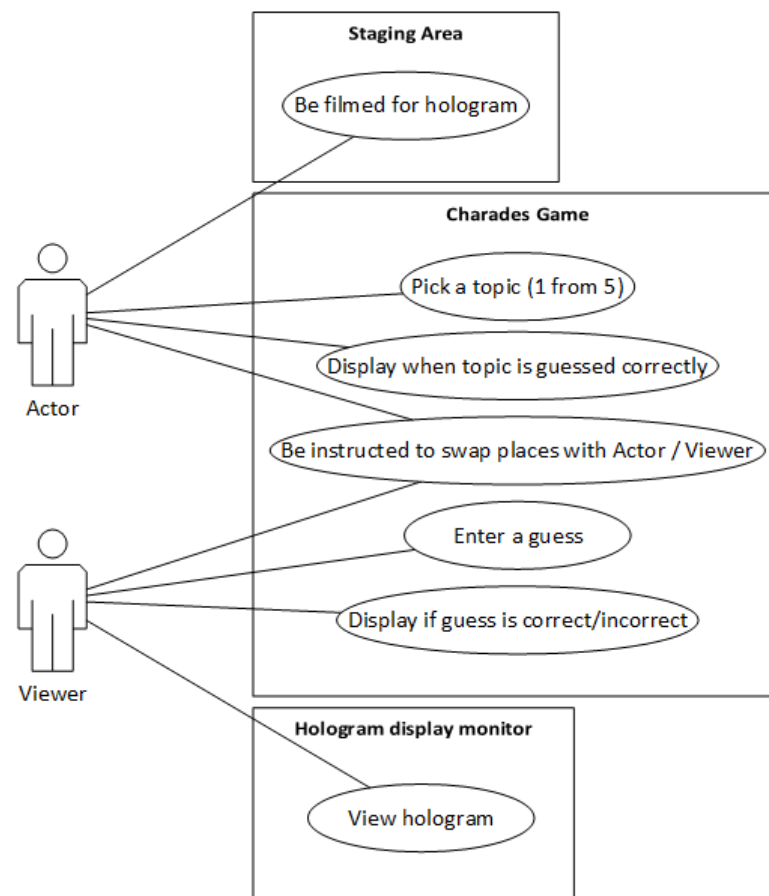 Staging Area
Be filmed for hologram
Charades Game
Pick a topic (1 from 5)
Display when topic is guessed correctly
Actor
Be instructed to swap places with Actor / Viewer
Enter a guess
Display if guess is correct/incorrect
Viewer
Hologram display monitor
View hologram